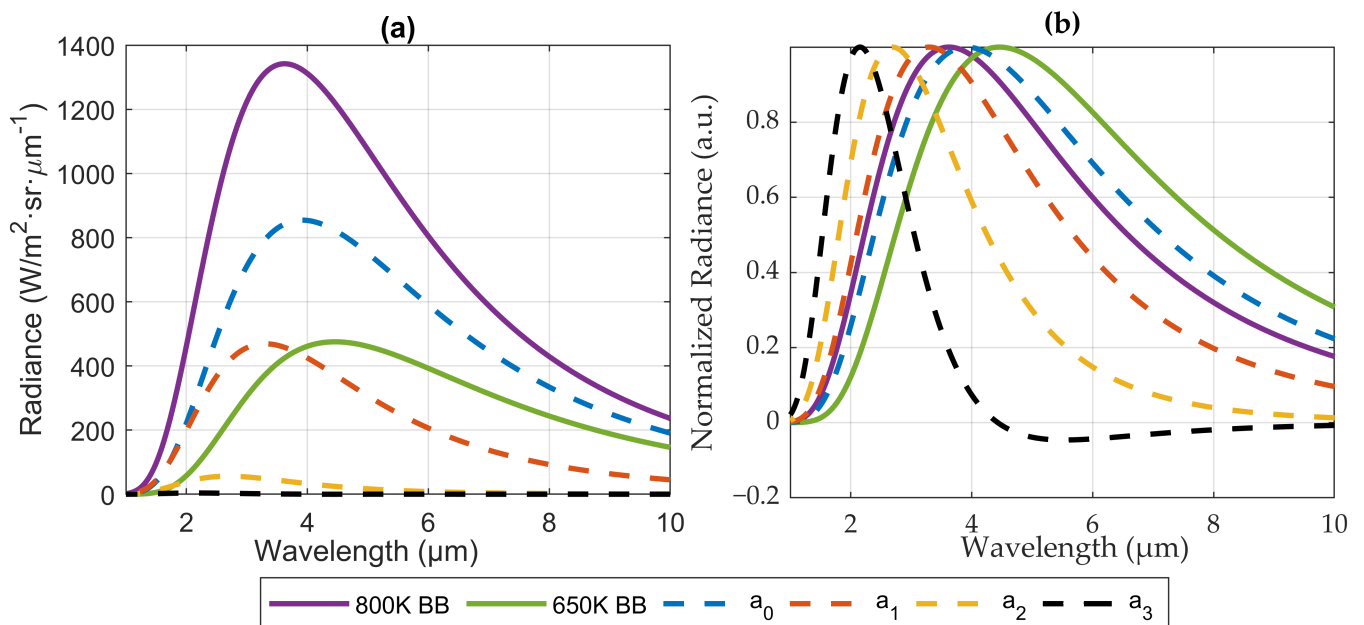 (a)
Radiance (W/m²·sr·μm⁻¹)
1400
1200
1000
800
600
400
200
0
2 4 6 8 10
Wavelength (μm)
(b)
Normalized Radiance (a.u.)
0.8
0.6
0.4
0.2
0
−0.2
2 4 6 8 10
Wavelength (μm)
800K BB 650K BB a₀ a₁ a₂ a₃